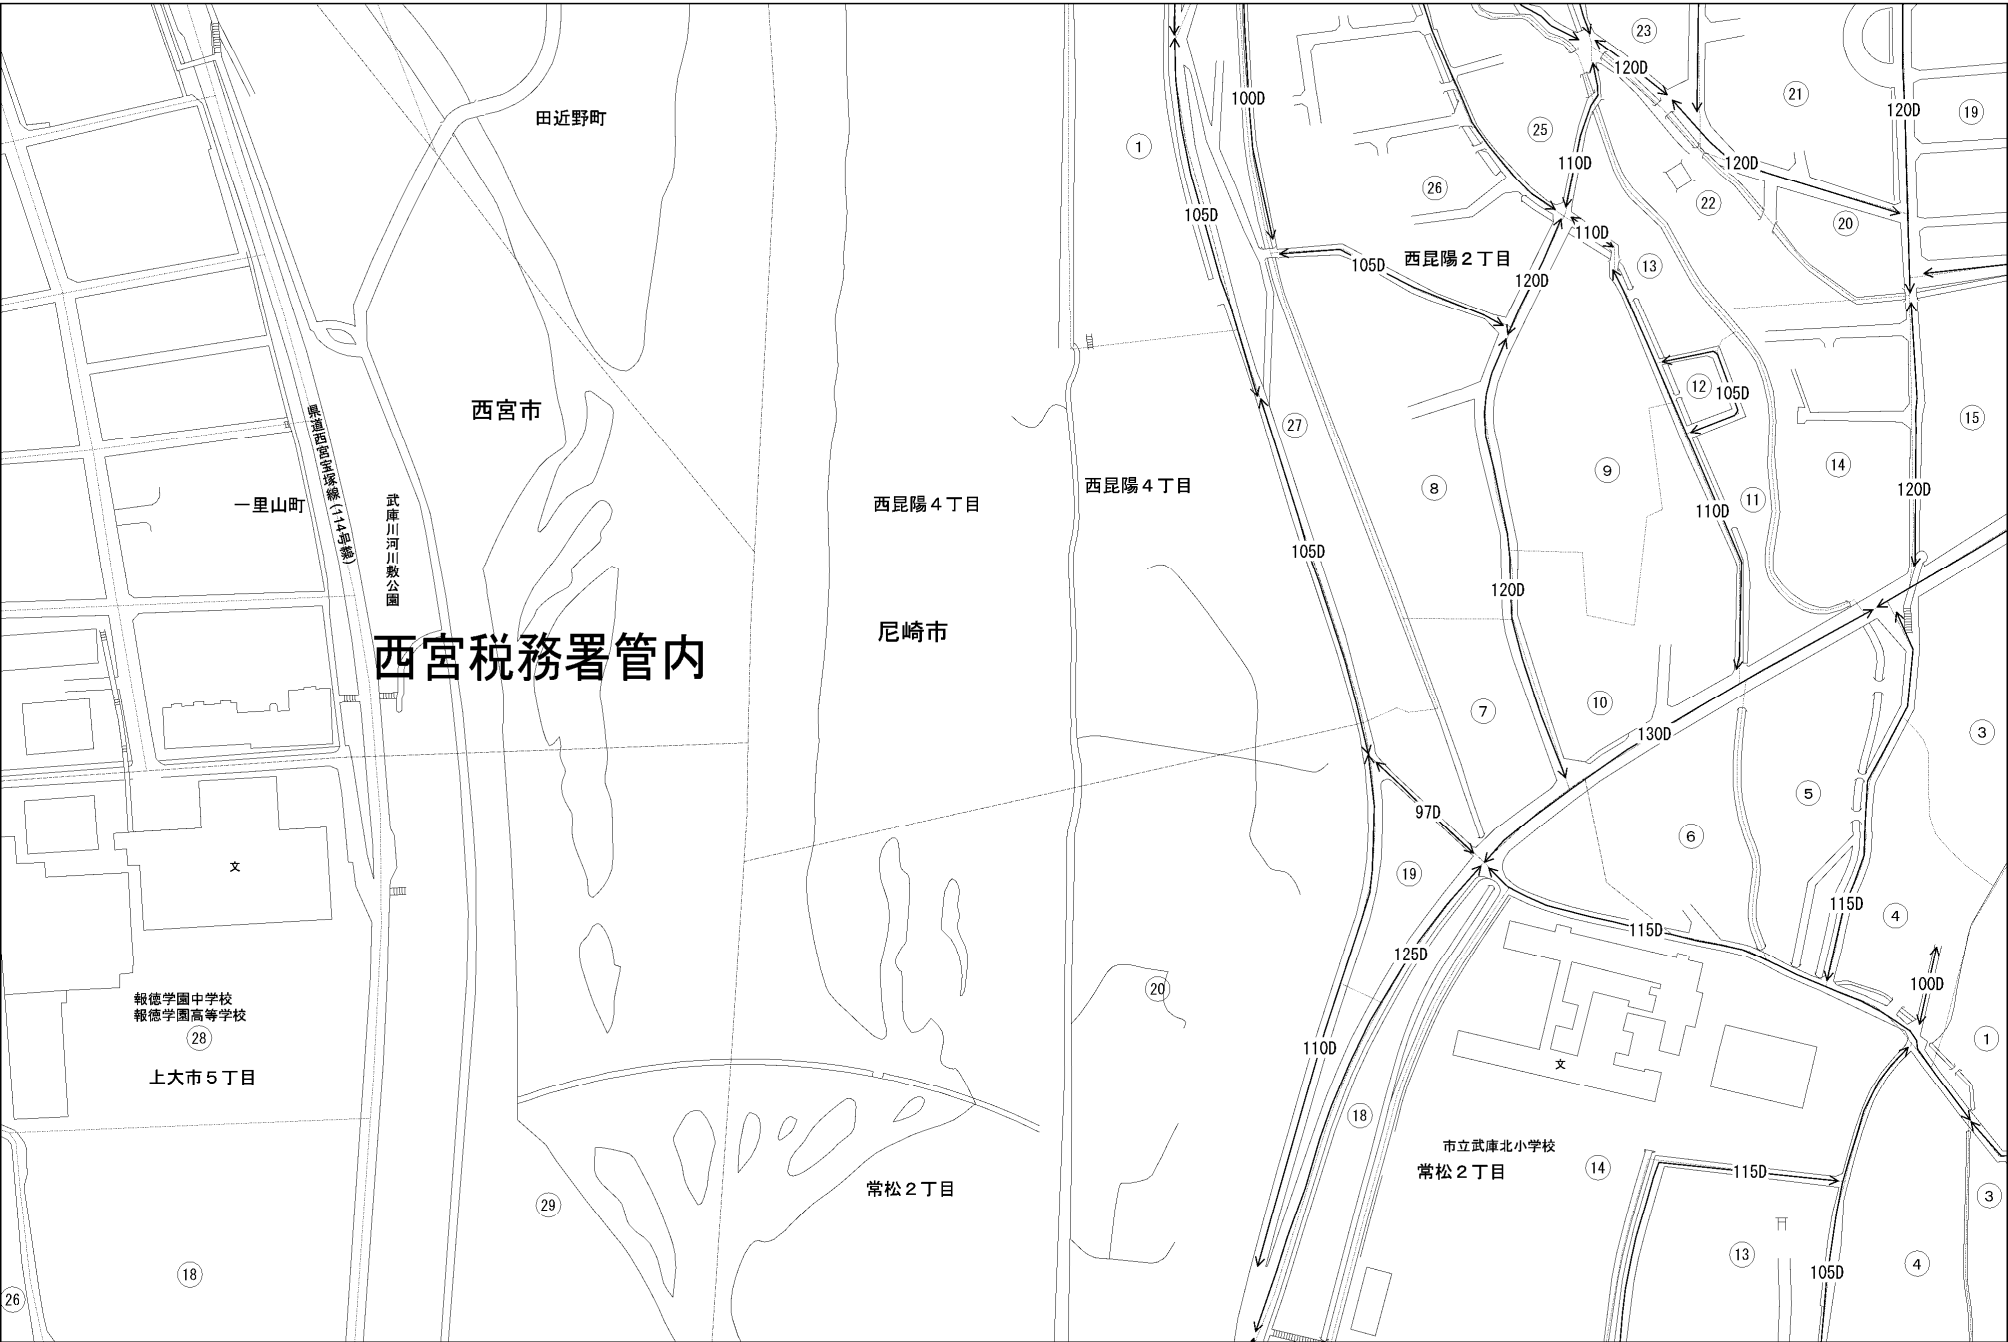 23
120D
21
120D
19
100D
田近野町
25
1
110D
120D
26
22
105D
20
110D
西昆陽２丁目
105D
13
120D
12
105D
西宮市
県道西宮宝塚線(114号線)
27
15
14
9
西昆陽４丁目
8
120D
11
一里山町
武庫川河川敷公園
西昆陽４丁目
110D
105D
120D
尼崎市
西宮税務署管内
10
7
130D
3
5
97D
6
文
19
115D
4
115D
125D
100D
20
報徳学園中学校
報徳学園高等学校
28
1
110D
文
上大市５丁目
18
市立武庫北小学校
常松２丁目
14
115D
常松２丁目
29
3
13
4
18
105D
26